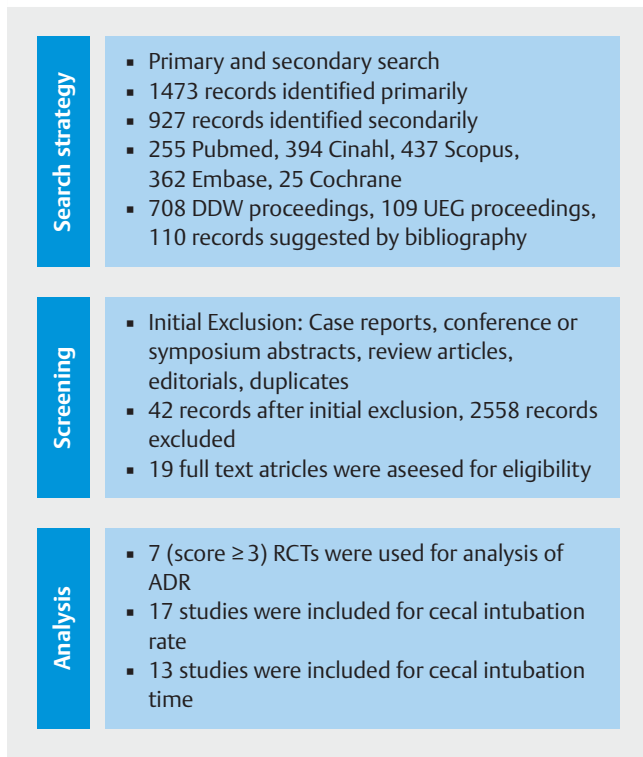 Search strategy
▪ Primary and secondary search
▪ 1473 records identified primarily
▪ 927 records identified secondarily
▪ 255 Pubmed, 394 Cinahl, 437 Scopus,
362 Embase, 25 Cochrane
▪ 708 DDW proceedings, 109 UEG proceedings,
110 records suggested by bibliography
Screening
▪ Initial Exclusion: Case reports, conference or
symposium abstracts, review articles,
editorials, duplicates
▪ 42 records after initial exclusion, 2558 records
excluded
▪ 19 full text atricles were aseesed for eligibility
Analysis
▪ 7 (score ≥ 3) RCTs were used for analysis of
ADR
▪ 17 studies were included for cecal intubation
rate
▪ 13 studies were included for cecal intubation
time